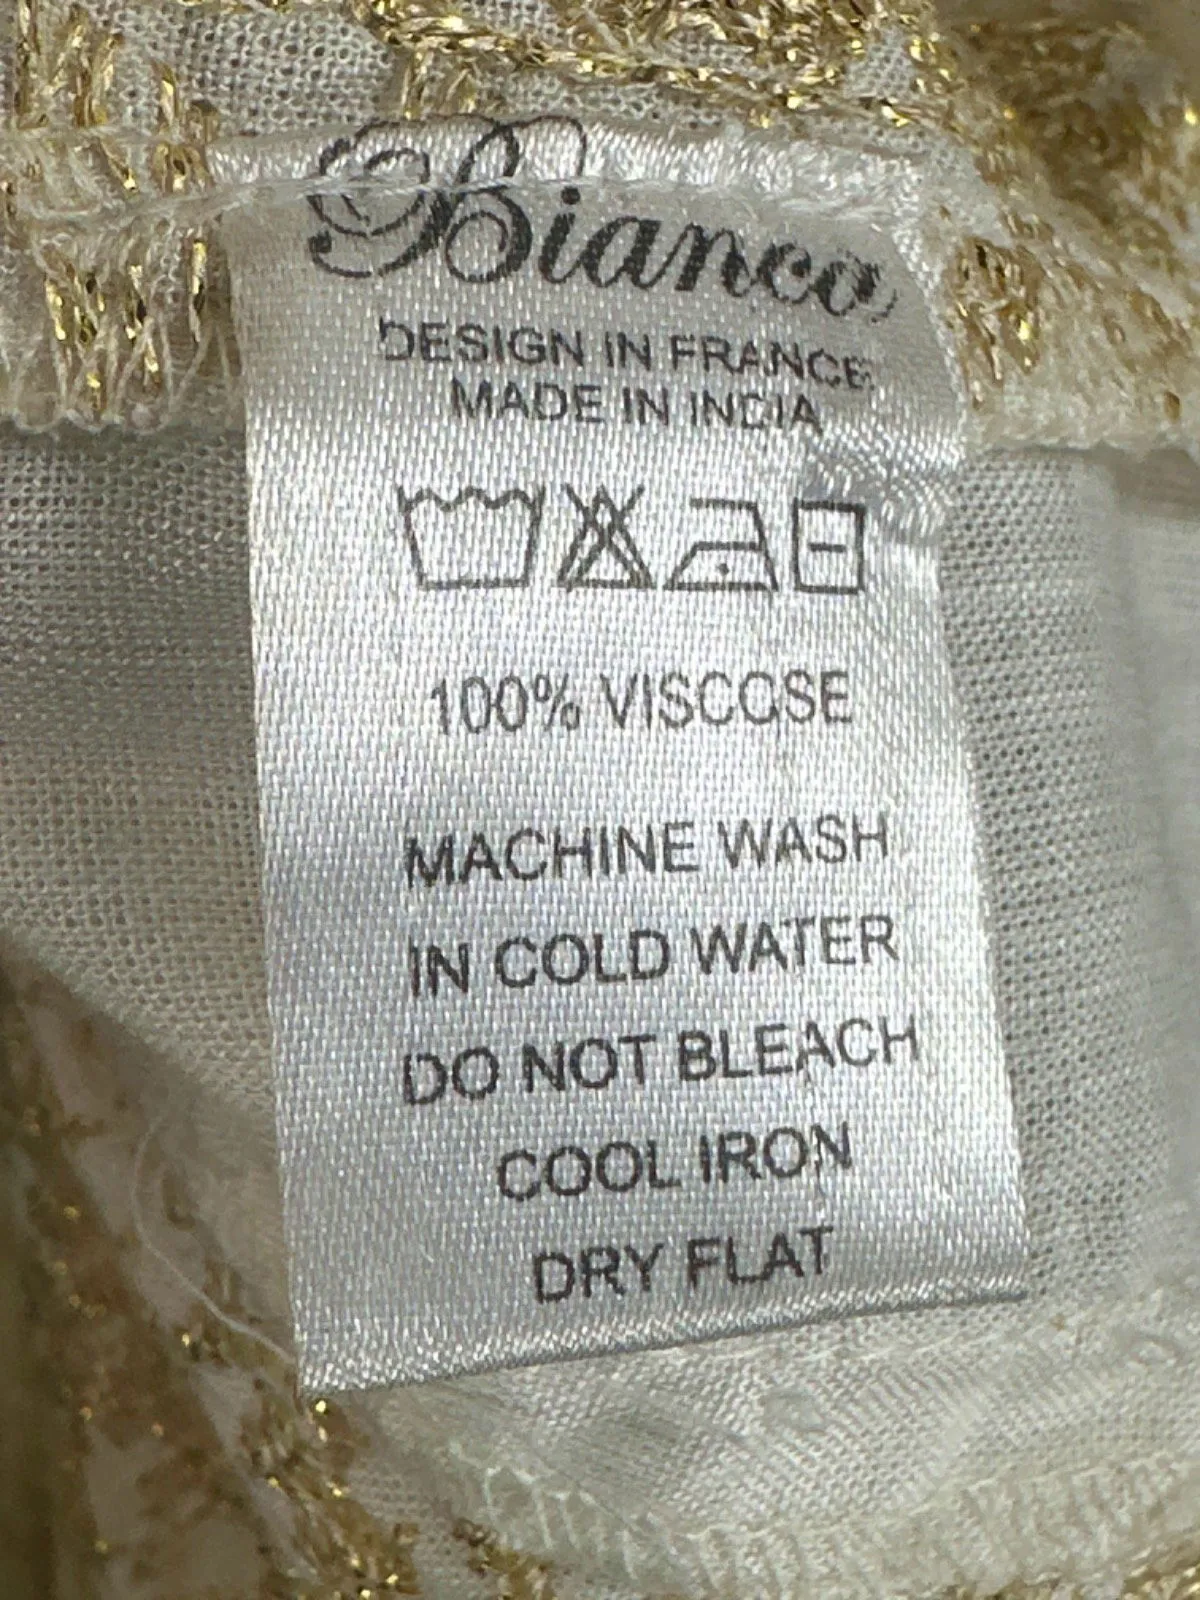 Bianca
DESIGN IN FRANCE
MADE IN INDIA
100% VISCOSE
MACHINE WASH
IN COLD WATER
DO NOT BLEACH
COOL IRON
DRY FLAT